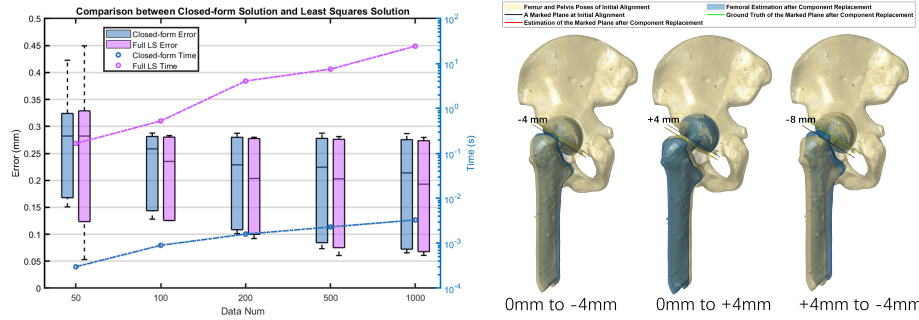 Comparison between Closed-form Solution and Least Squares Solution
0.5
0.45
0.4
0.35
0.3
0.25
0.2
0.15
0.1
0.05
0
Error (mm)
Closed-form Error
Full LS Error
Closed-form Time
Full LS Time
10^2
10^1
10^0
10^-1
10^-2
10^-3
10^-4
Time (s)
50 100 200 500 1000
Data Num
Femur and Pelvis Poses of Initial Alignment
Femoral Estimation after Component Replacement
A Marked Plane at Initial Alignment
Ground Truth of the Marked Plane after Component Replacement
Estimation of the Marked Plane after Component Replacement
-4 mm
+4 mm
-8 mm
0mm to -4mm
0mm to +4mm
+4mm to -4mm